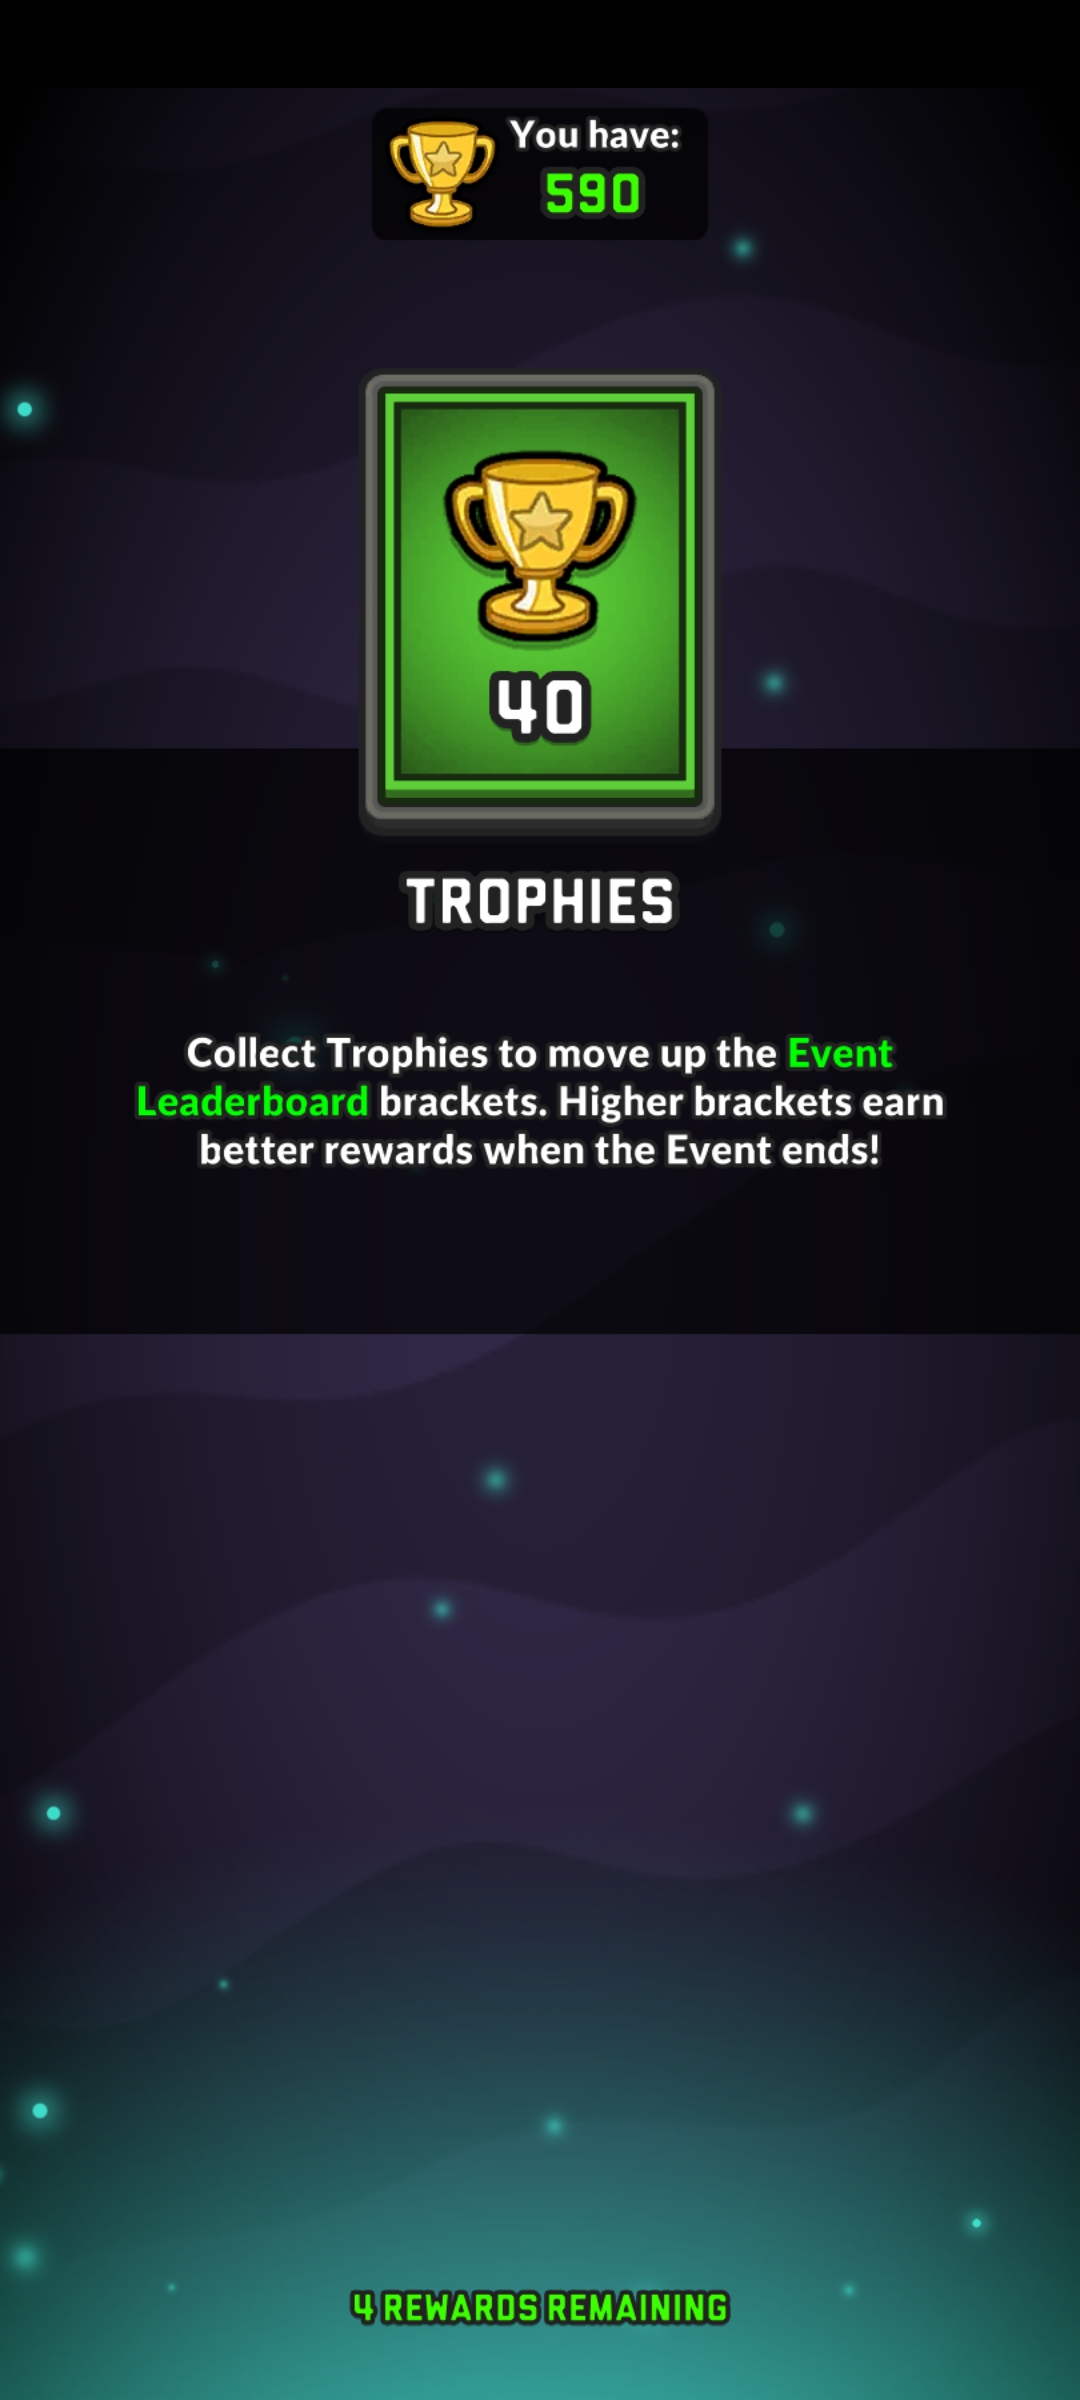 You have:
590
40
TROPHIES
Collect Trophies to move up the Event
Leaderboard brackets. Higher brackets earn
better rewards when the Event ends!
4 REWARDS REMAINING